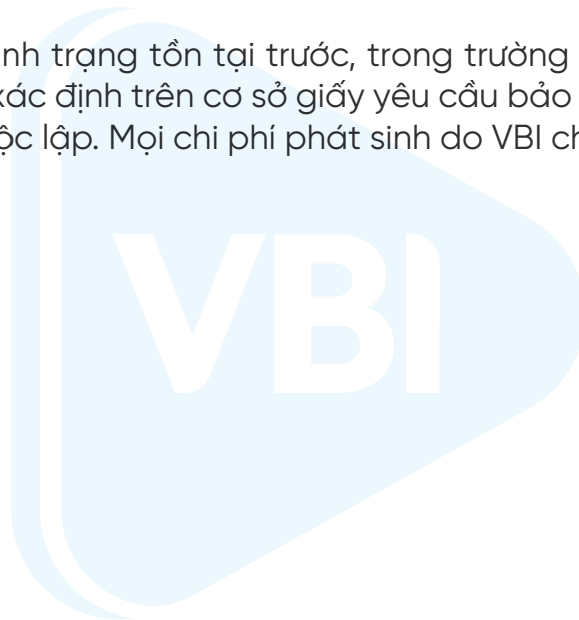 nh trạng tồn tại trước, trong trường
xác định trên cơ sở giấy yêu cầu bảo
ộc lập. Mọi chi phí phát sinh do VBI ch
VBI